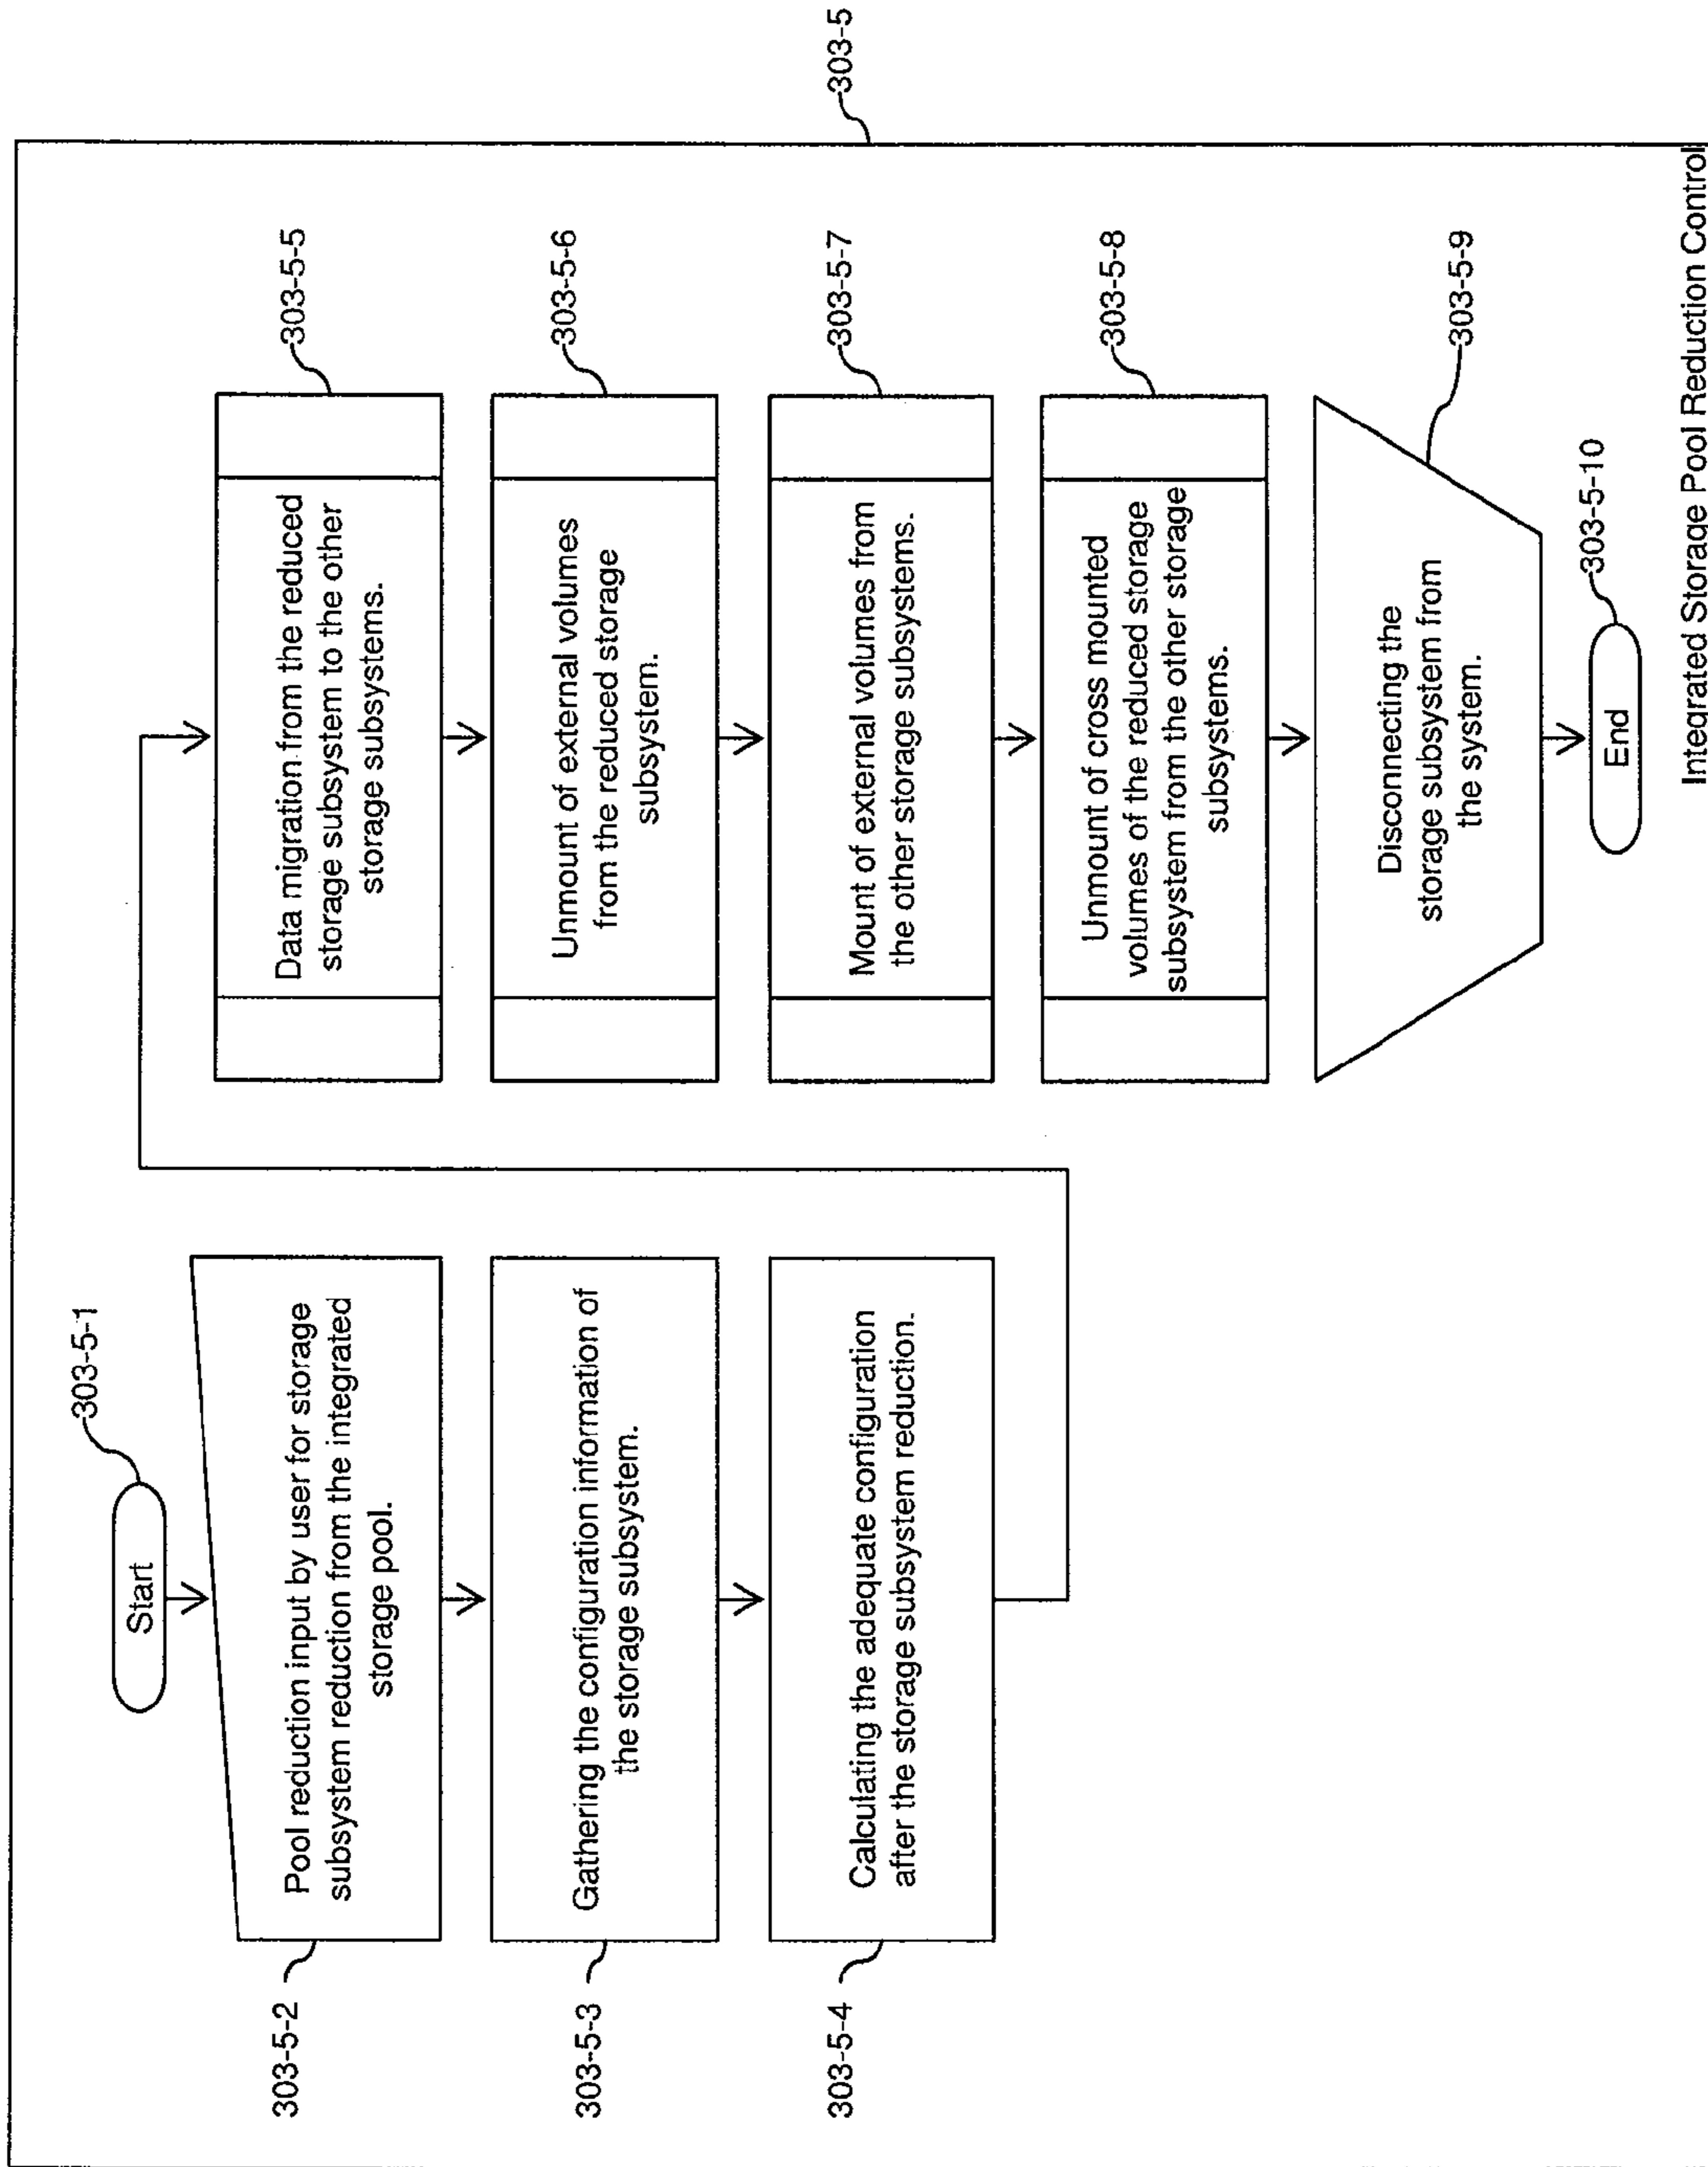 303-5-1
Start
303-5-2
Pool reduction input by user for storage
subsystem reduction from the integrated
storage pool.
303-5-3
Gathering the configuration information of
the storage subsystem.
303-5-4
Calculating the adequate configuration
after the storage subsystem reduction.
Data migration from the reduced
storage subsystem to the other
storage subsystems.
303-5-5
Unmount of external volumes
from the reduced storage
subsystem.
303-5-6
Mount of external volumes from
the other storage subsystems.
303-5-7
Unmount of cross mounted
volumes of the reduced storage
subsystem from the other storage
subsystems.
303-5-8
Disconnecting the
storage subsystem from
the system.
303-5-9
End
303-5-10
303-5
Integrated Storage Pool Reduction Control